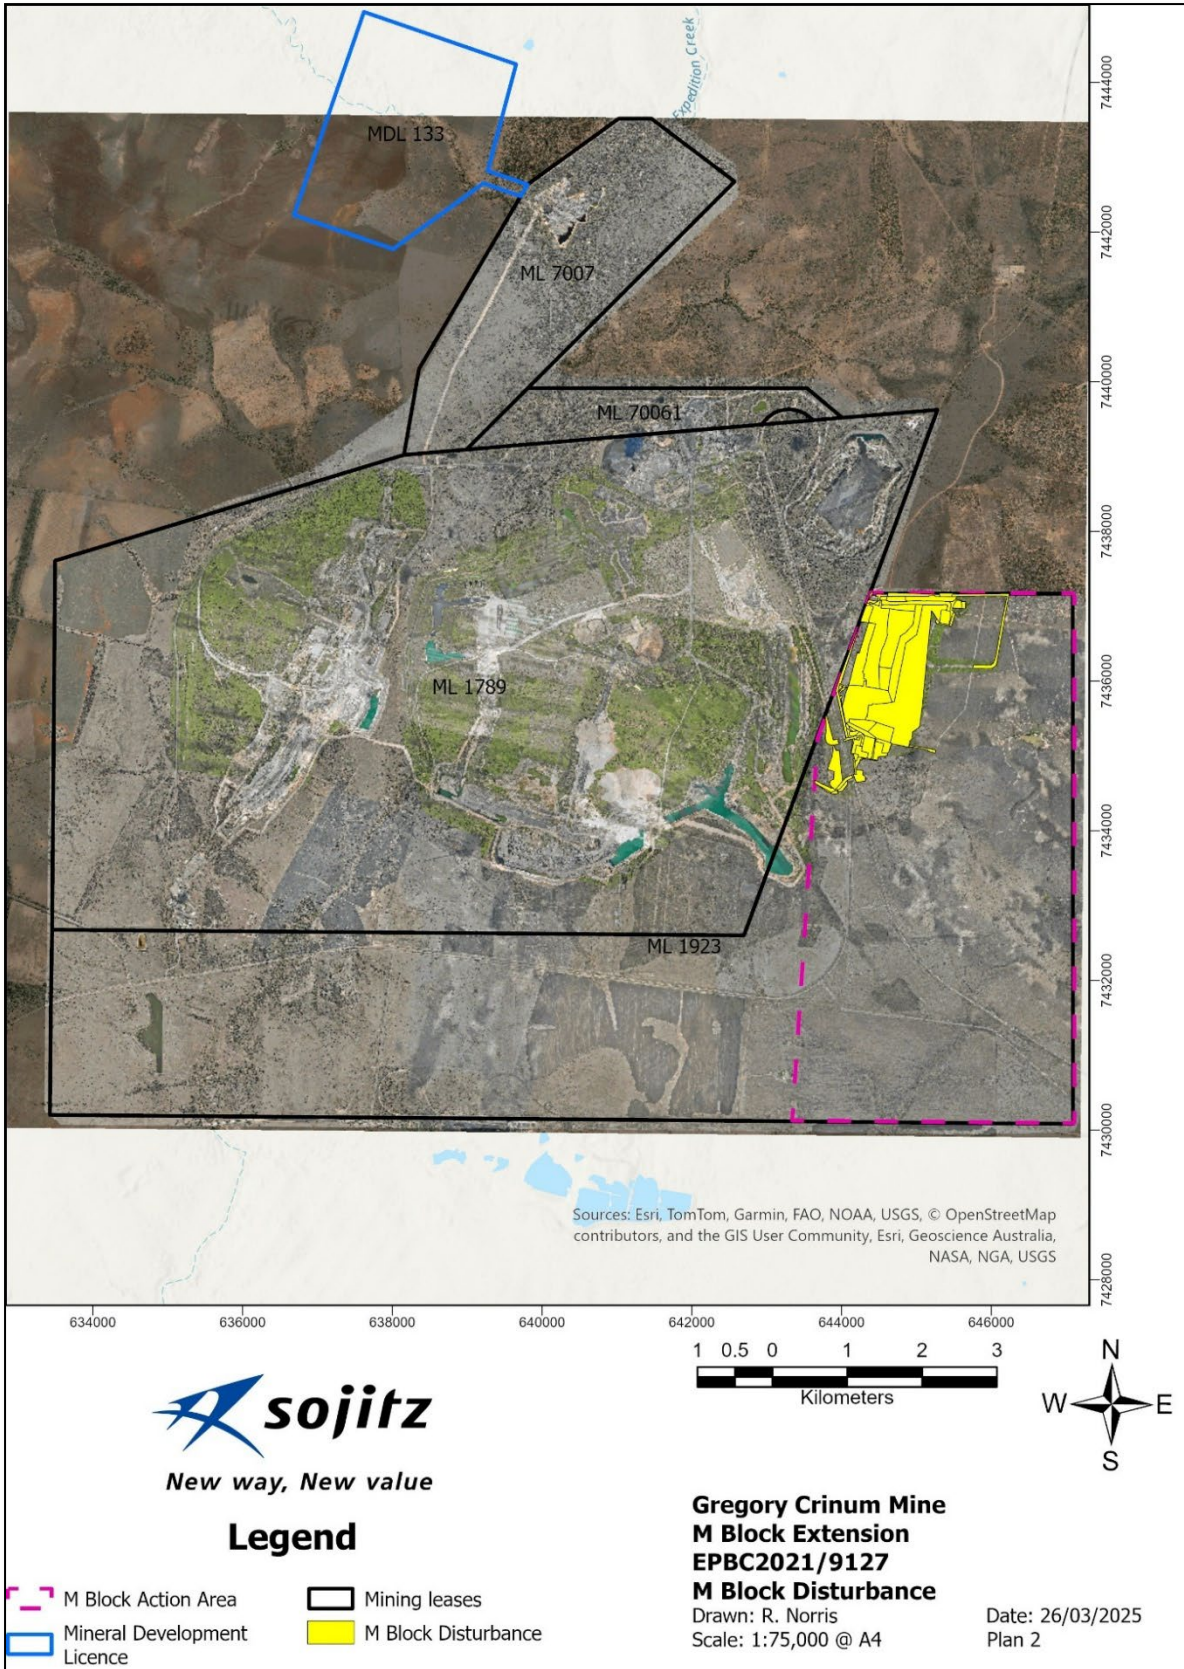 Expedition Creek
MDL 133
ML 7007
ML 70061
ML 1789
ML 1923
7444000
7442000
7440000
7438000
7436000
7434000
7432000
7430000
7428000
Sources: Esri, TomTom, Garmin, FAO, NOAA, USGS, © OpenStreetMap
contributors, and the GIS User Community, Esri, Geoscience Australia,
NASA, NGA, USGS
634000 636000 638000 640000 642000 644000 646000
1 0.5 0 1 2 3
Kilometers
N
W E
S
sojitz
New way, New value
Legend
M Block Action Area
Mineral Development
Licence
Mining leases
M Block Disturbance
Gregory Crinum Mine
M Block Extension
EPBC2021/9127
M Block Disturbance
Drawn: R. Norris
Scale: 1:75,000 @ A4
Date: 26/03/2025
Plan 2